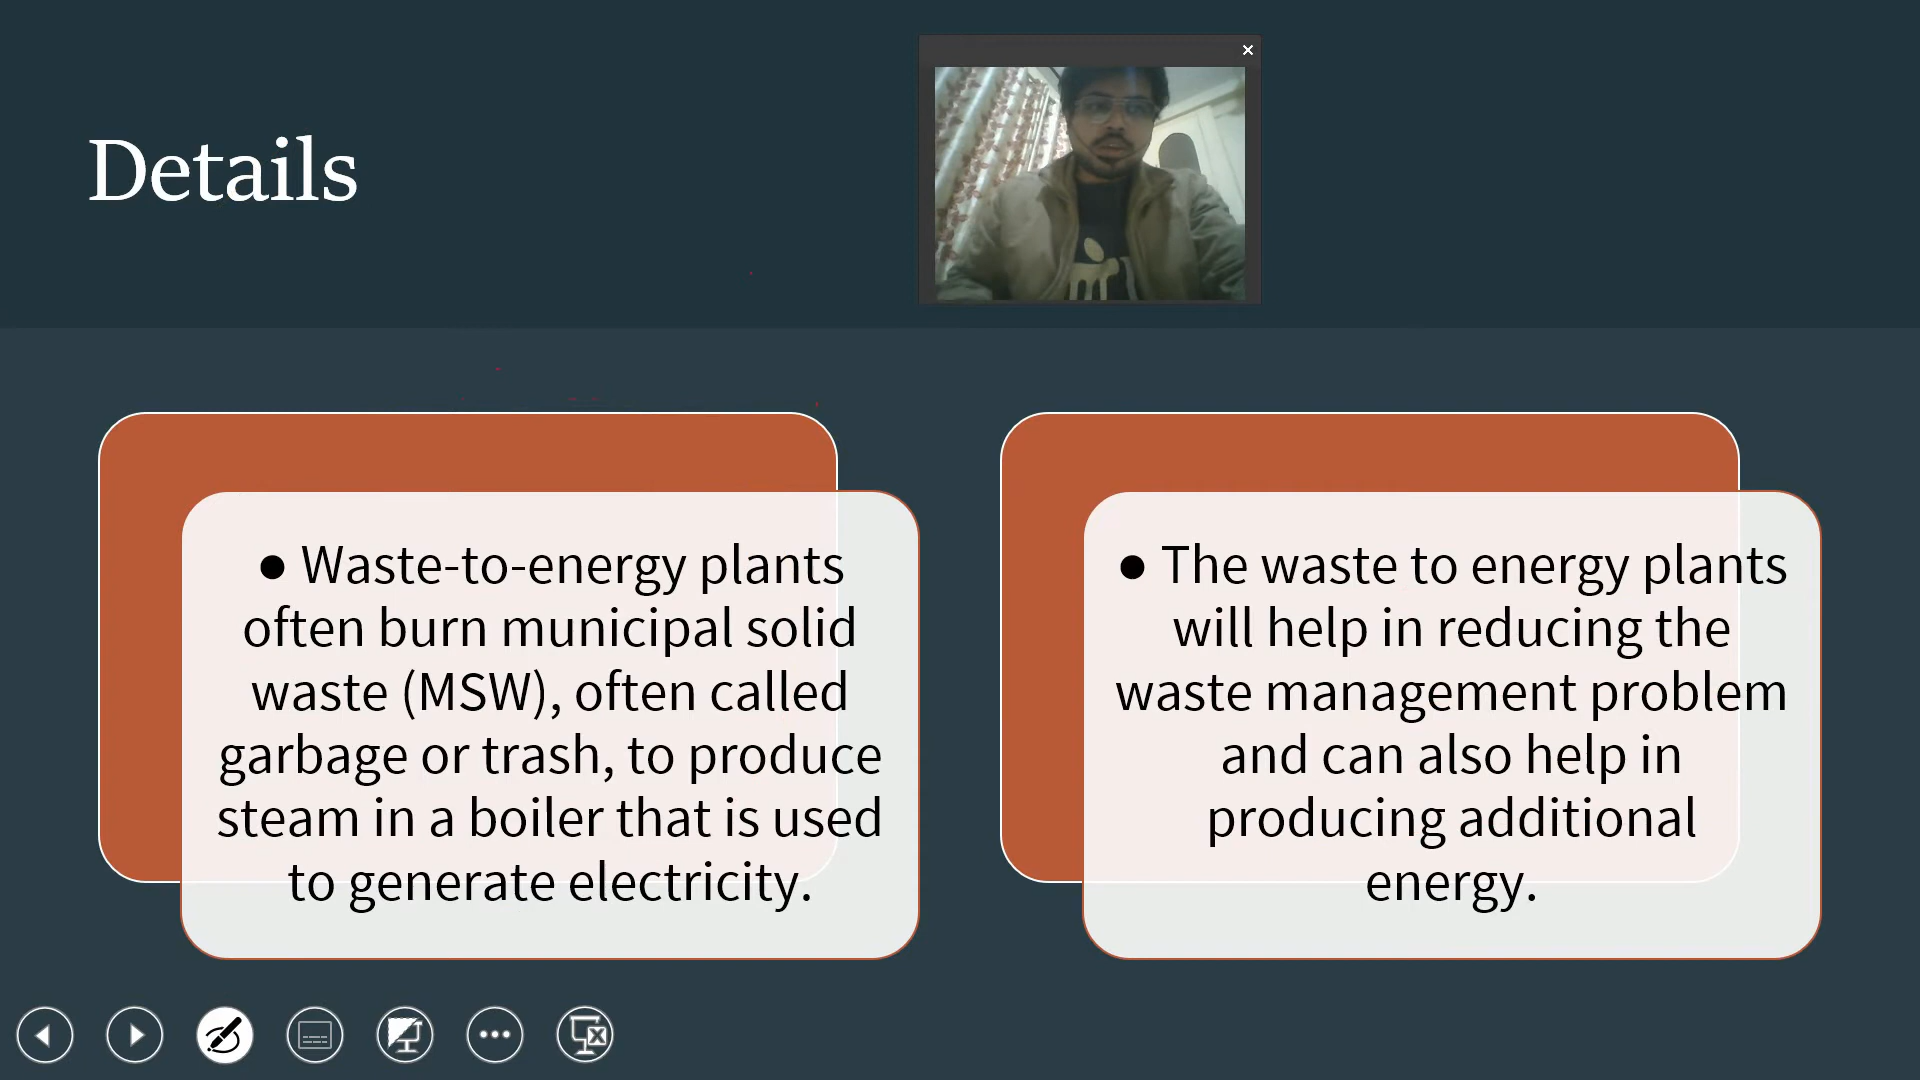 Details
● Waste-to-energy plants
often burn municipal solid
waste (MSW), often called
garbage or trash, to produce
steam in a boiler that is used
to generate electricity.
● The waste to energy plants
will help in reducing the
waste management problem
and can also help in
producing additional
energy.